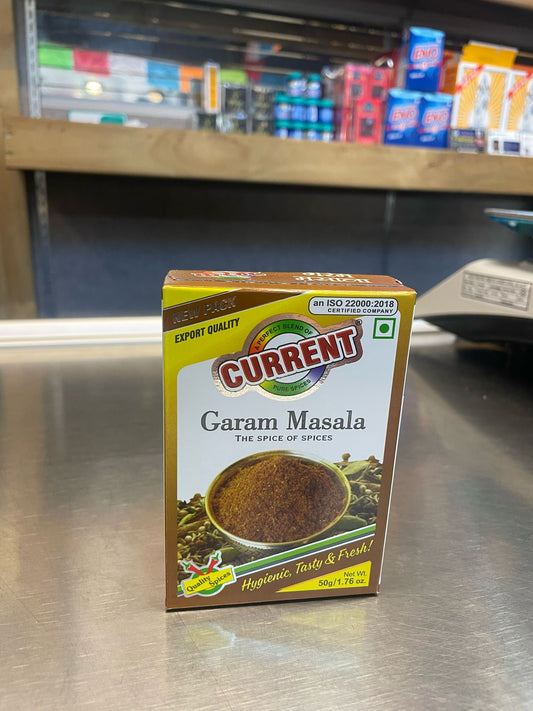 NEW PACK
EXPORT QUALITY
an ISO 22000:2018
CERTIFIED COMPANY
A PERFECT BLEND OF
CURRENT®
PURE SPICES
Garam Masala
THE SPICE OF SPICES
Quality
Spices
Hygienic, Tasty & Fresh!
Net Wt.
50g/1.76 oz.